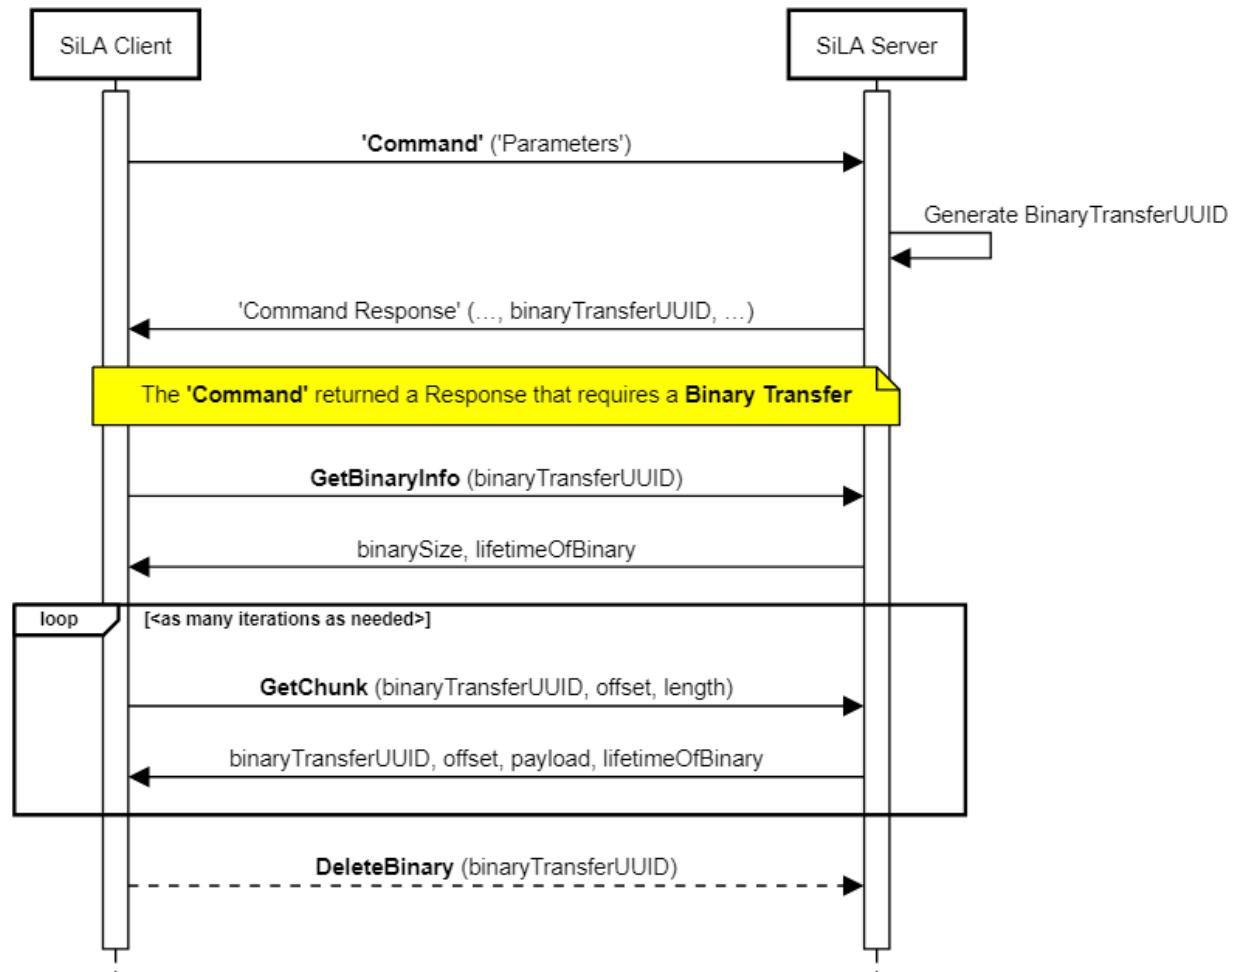 SiLA Client
SiLA Server
'Command' ('Parameters')
Generate BinaryTransferUUID
'Command Response' (…, binaryTransferUUID, …)
The 'Command' returned a Response that requires a Binary Transfer
GetBinaryInfo (binaryTransferUUID)
binarySize, lifetimeOfBinary
loop
[<as many iterations as needed>]
GetChunk (binaryTransferUUID, offset, length)
binaryTransferUUID, offset, payload, lifetimeOfBinary
DeleteBinary (binaryTransferUUID)